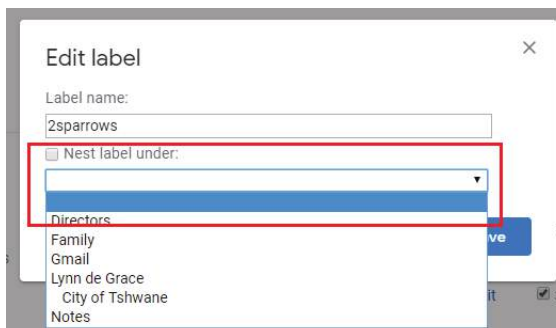 Edit label
Label name:
2sparrows
Nest label under:
Directors
Family
Gmail
Lynn de Grace
City of Tshwane
Notes